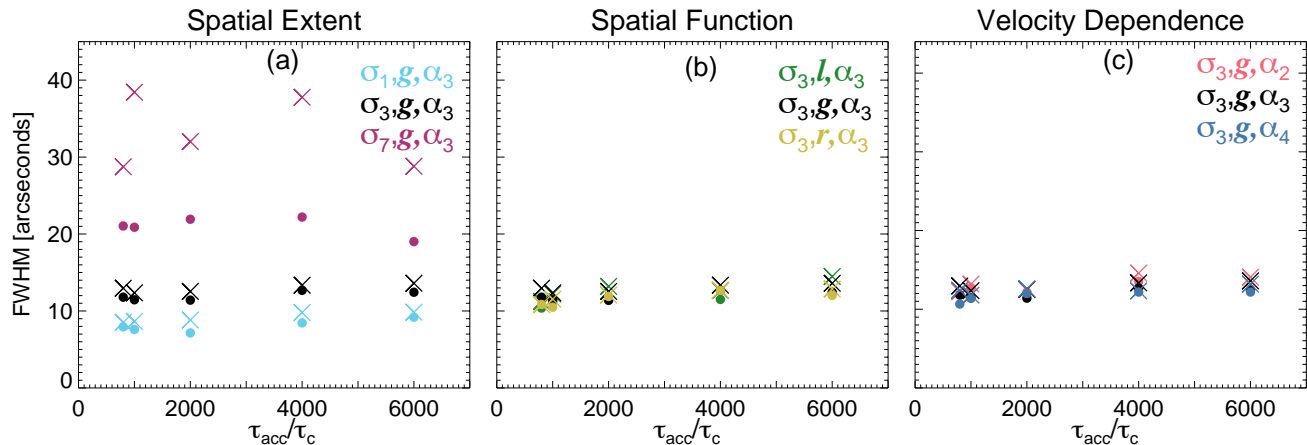 Spatial Extent
Spatial Function
Velocity Dependence
(a)
σ₁,g,α₃
σ₃,g,α₃
σ₇,g,α₃
(b)
σ₃,l,α₃
σ₃,g,α₃
σ₃,r,α₃
(c)
σ₃,g,α₂
σ₃,g,α₃
σ₃,g,α₄
FWHM [arcseconds]
40
30
20
10
0
0 2000 4000 6000
0 2000 4000 6000
0 2000 4000 6000
τacc/τc
τacc/τc
τacc/τc